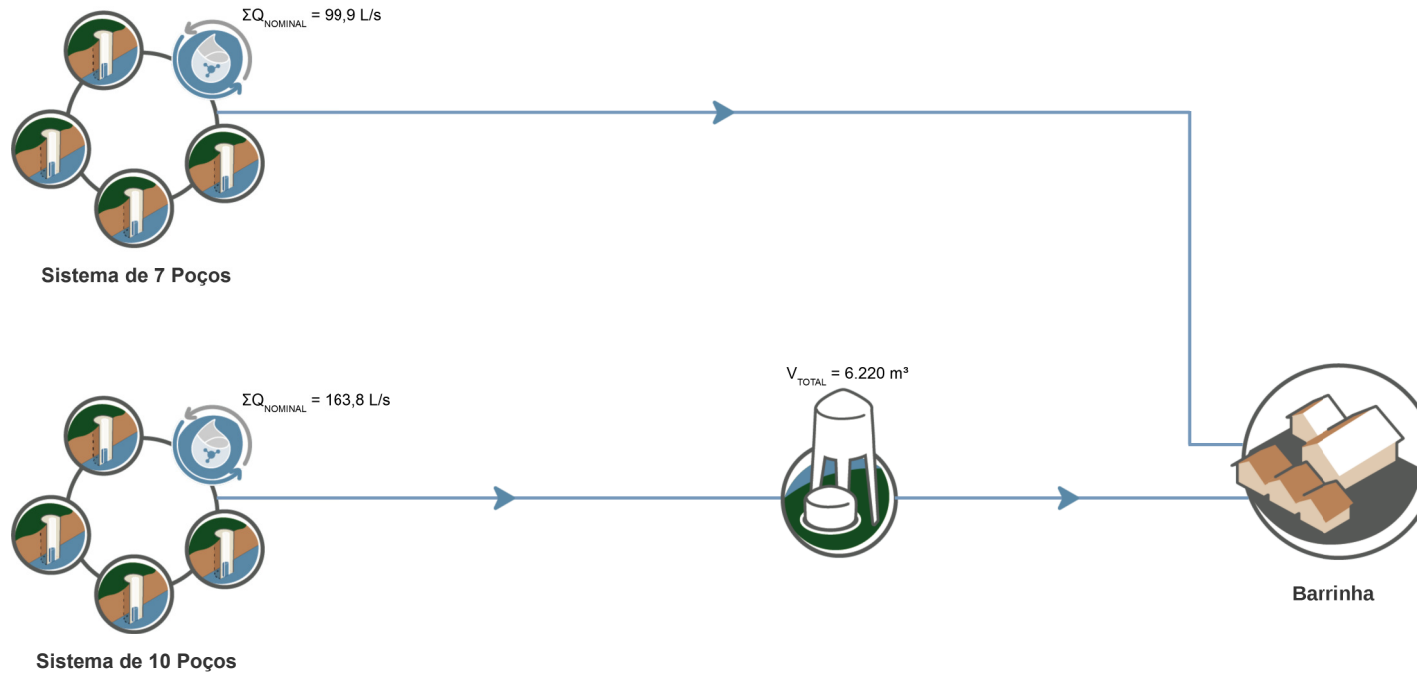 ΣQNOMINAL = 99,9 L/s
Sistema de 7 Poços
ΣQNOMINAL = 163,8 L/s
VTOTAL = 6.220 m³
Barrinha
Sistema de 10 Poços